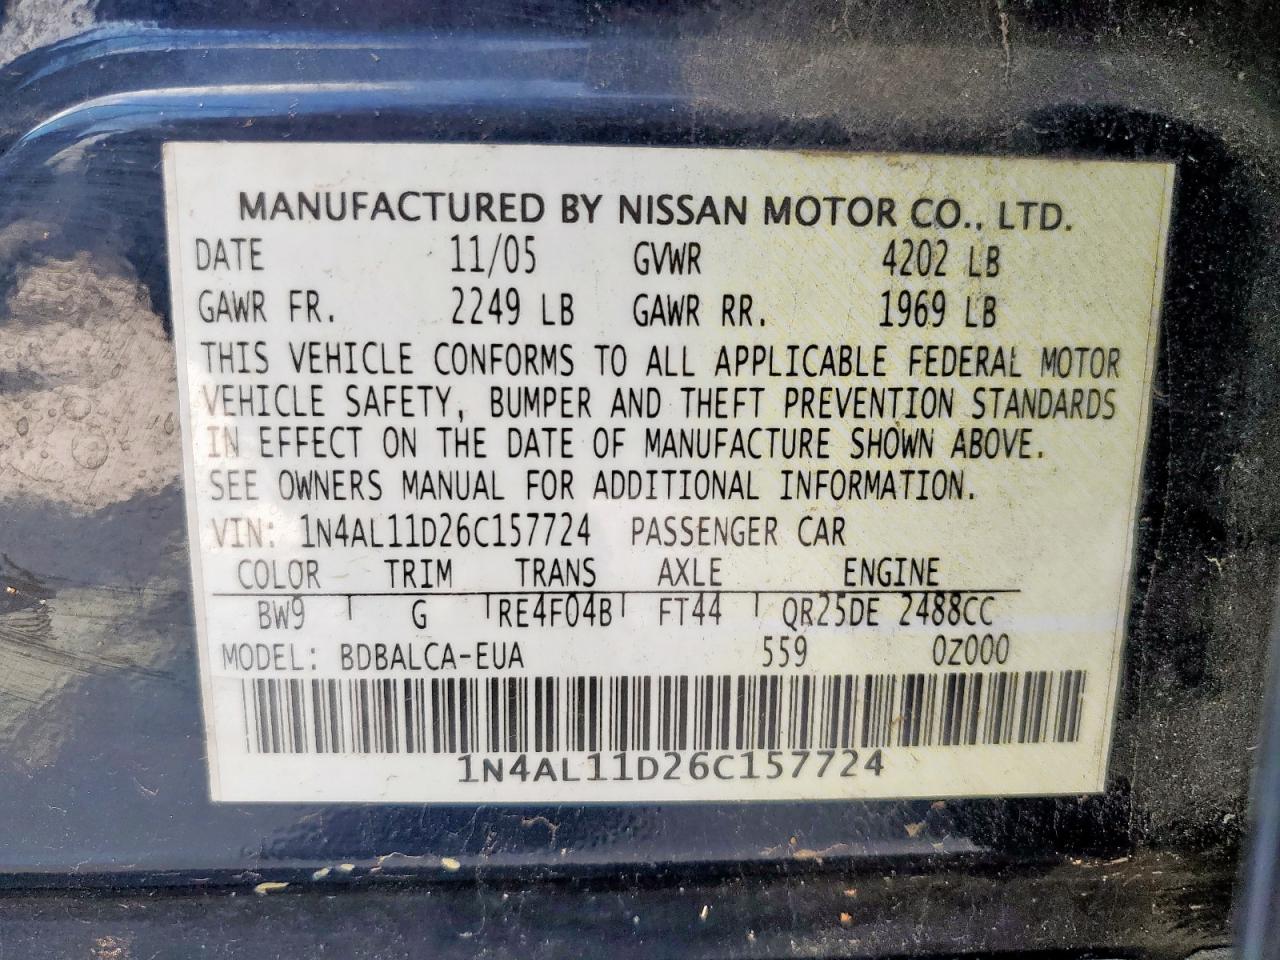 MANUFACTURED BY NISSAN MOTOR CO., LTD.
DATE 11/05 GVWR 4202 LB
GAWR FR. 2249 LB GAWR RR. 1969 LB
THIS VEHICLE CONFORMS TO ALL APPLICABLE FEDERAL MOTOR
VEHICLE SAFETY, BUMPER AND THEFT PREVENTION STANDARDS
IN EFFECT ON THE DATE OF MANUFACTURE SHOWN ABOVE.
SEE OWNERS MANUAL FOR ADDITIONAL INFORMATION.
VIN: 1N4AL11D26C157724 PASSENGER CAR
COLOR TRIM TRANS AXLE ENGINE
BW9 G RE4F04B FT44 QR25DE 2488CC
MODEL: BDBALCA-EUA 559 0Z000
1N4AL11D26C157724